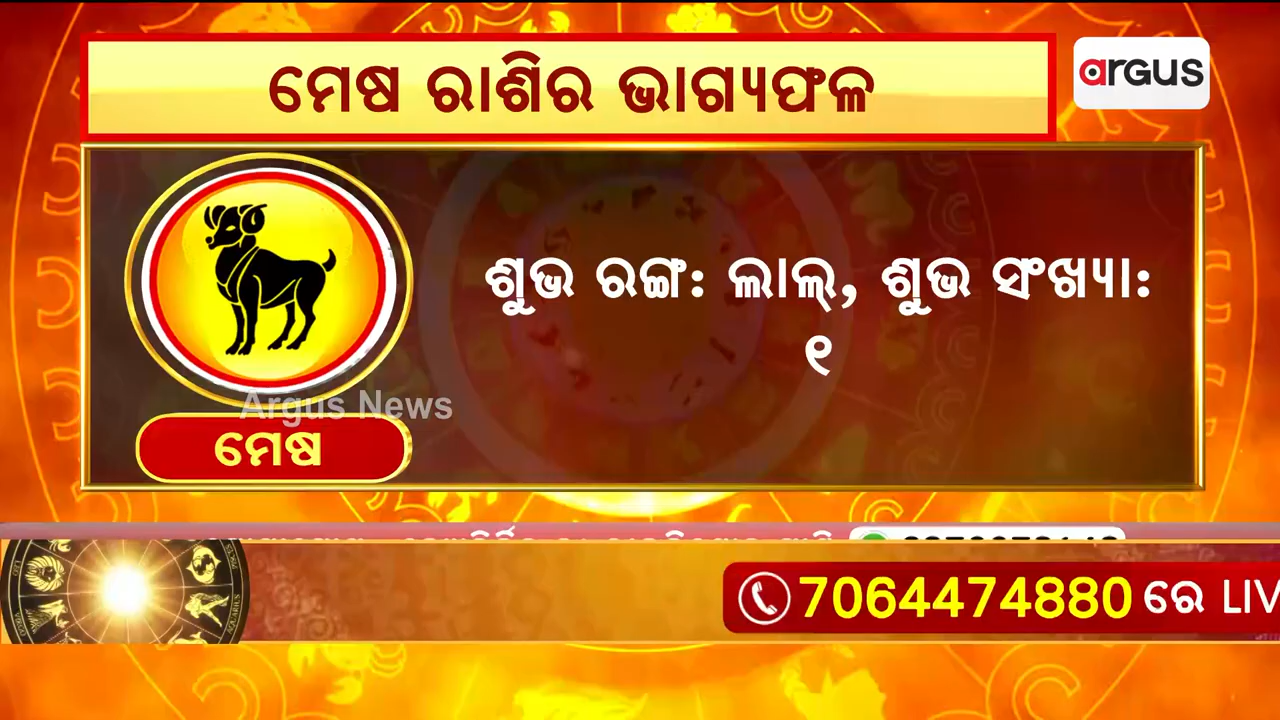 ମେଷ ରାଶିର ଭାଗ୍ୟଫଳ
argus
ଶୁଭ ରଙ୍ଗ: ଲାଲ୍, ଶୁଭ ସଂଖ୍ୟା:
୧
Argus News
ମେଷ
7064474880 ରେ LIV